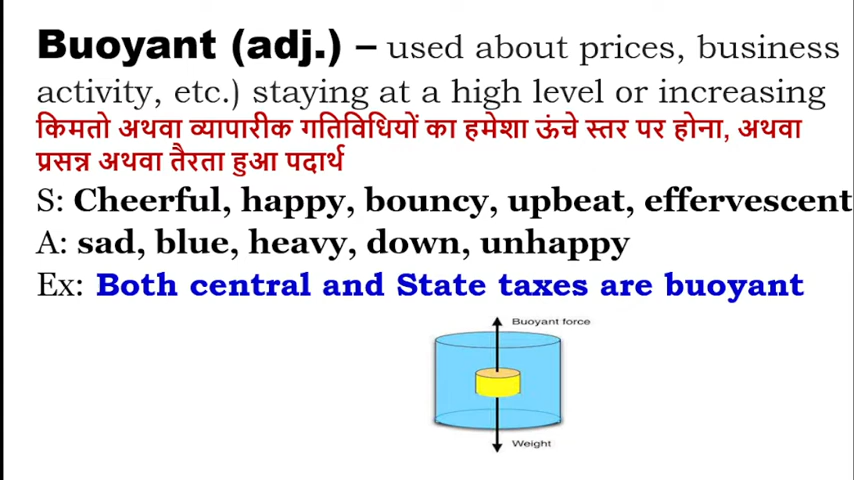 Buoyant (adj.) – used about prices, business
activity, etc.) staying at a high level or increasing
किमतो अथवा व्यापारीक गतिविधियों का हमेशा ऊंचे स्तर पर होना, अथवा
प्रसन्न अथवा तैरता हुआ पदार्थ
S: Cheerful, happy, bouncy, upbeat, effervescent
A: sad, blue, heavy, down, unhappy
Ex: Both central and State taxes are buoyant
Buoyant force
Weight